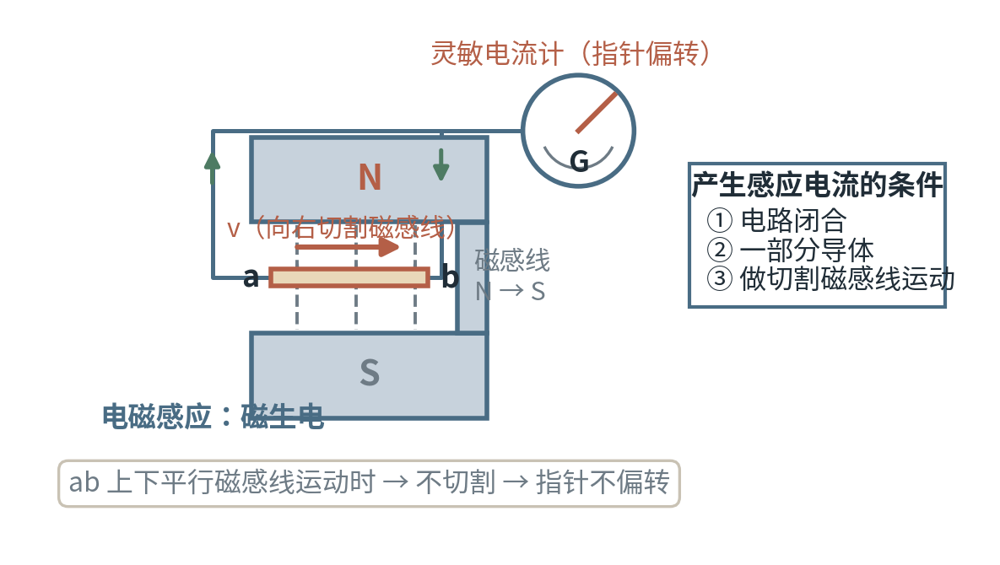 灵敏电流计（指针偏转）
G
N
v（向右切割磁感线）
a
b
磁感线
N → S
S
产生感应电流的条件
① 电路闭合
② 一部分导体
③ 做切割磁感线运动
电磁感应：磁生电
ab 上下平行磁感线运动时 → 不切割 → 指针不偏转